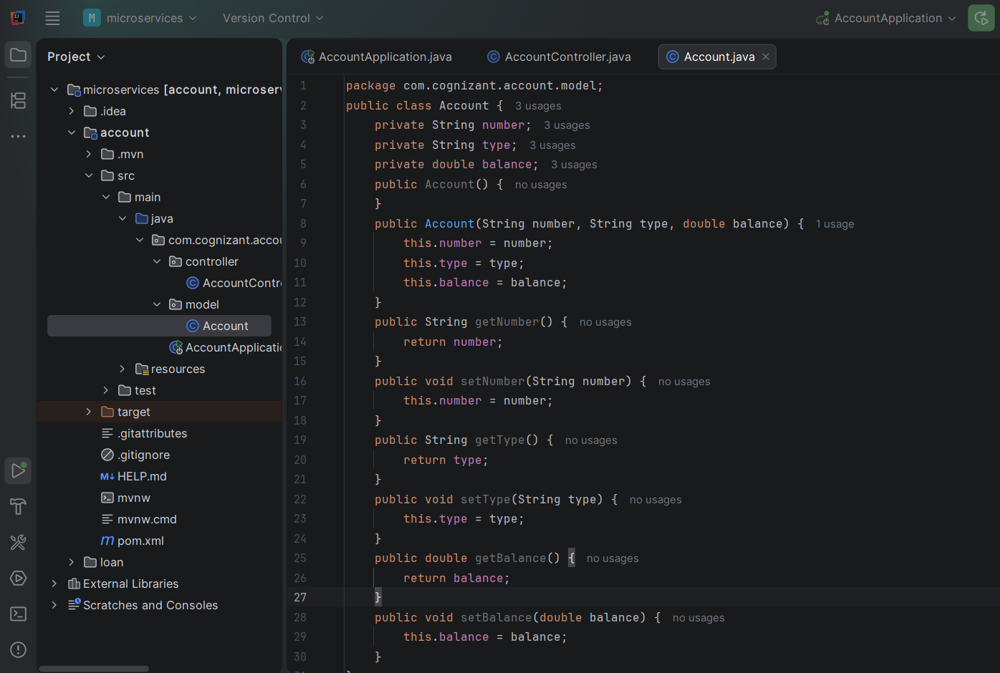 M microservices Version Control AccountApplication
Project
microservices [account, microser
.idea
account
.mvn
src
main
java
com.cognizant.accou
controller
AccountContr
model
Account
AccountApplicati
resources
test
target
.gitattributes
.gitignore
HELP.md
mvnw
mvnw.cmd
pom.xml
loan
External Libraries
Scratches and Consoles
AccountApplication.java AccountController.java Account.java
1 package com.cognizant.account.model;
2 public class Account { 3 usages
3 private String number; 3 usages
4 private String type; 3 usages
5 private double balance; 3 usages
6 public Account() { no usages
7 }
8 public Account(String number, String type, double balance) { 1 usage
9 this.number = number;
10 this.type = type;
11 this.balance = balance;
12 }
13 public String getNumber() { no usages
14 return number;
15 }
16 public void setNumber(String number) { no usages
17 this.number = number;
18 }
19 public String getType() { no usages
20 return type;
21 }
22 public void setType(String type) { no usages
23 this.type = type;
24 }
25 public double getBalance() { no usages
26 return balance;
27 }
28 public void setBalance(double balance) { no usages
29 this.balance = balance;
30 }